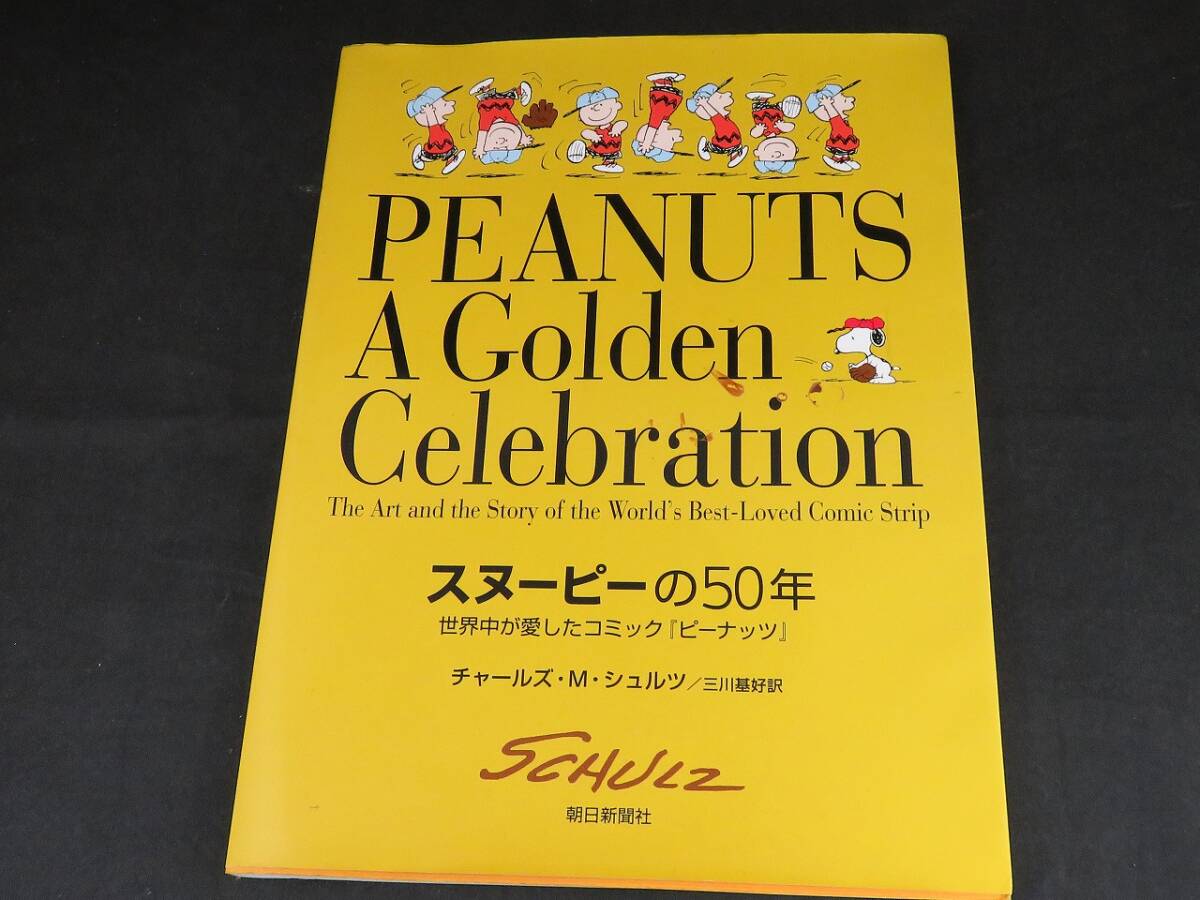 PEANUTS
A Golden
Celebration
The Art and the Story of the World's Best-Loved Comic Strip
スヌーピーの50年
世界中が愛したコミック『ピーナッツ』
チャールズ・M・シュルツ／三川基好訳
SCHULZ
朝日新聞社